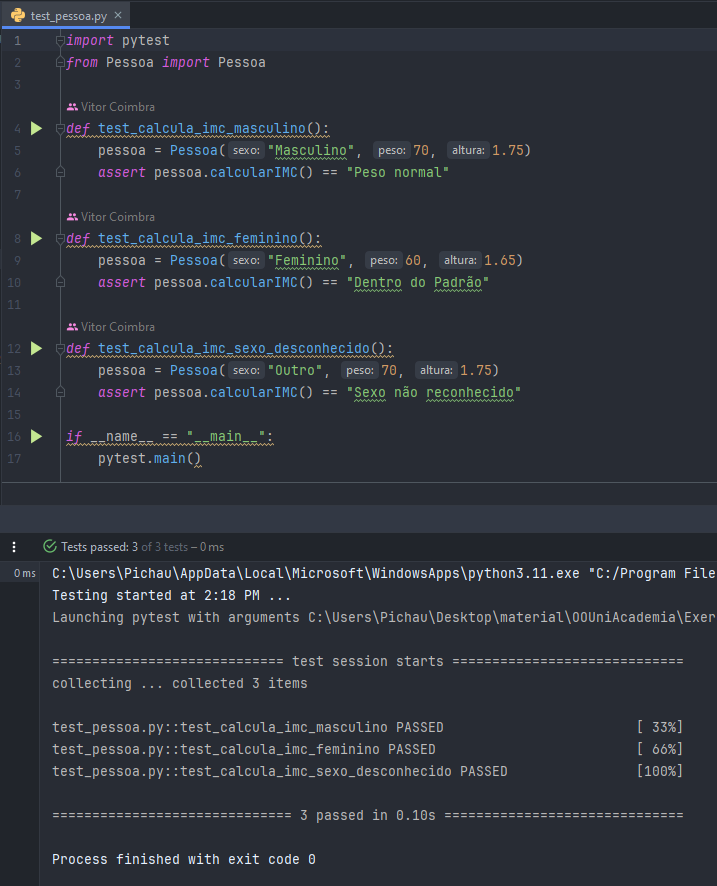 test_pessoa.py ×
1 import pytest
2 from Pessoa import Pessoa
3
Vitor Coimbra
4 def test_calcula_imc_masculino():
5 pessoa = Pessoa( sexo: "Masculino", peso: 70, altura: 1.75)
6 assert pessoa.calcularIMC() == "Peso normal"
7
Vitor Coimbra
8 def test_calcula_imc_feminino():
9 pessoa = Pessoa( sexo: "Feminino", peso: 60, altura: 1.65)
10 assert pessoa.calcularIMC() == "Dentro do Padrão"
11
Vitor Coimbra
12 def test_calcula_imc_sexo_desconhecido():
13 pessoa = Pessoa( sexo: "Outro", peso: 70, altura: 1.75)
14 assert pessoa.calcularIMC() == "Sexo não reconhecido"
15
16 if __name__ == "__main__":
17 pytest.main()
Tests passed: 3 of 3 tests – 0 ms
0 ms C:\Users\Pichau\AppData\Local\Microsoft\WindowsApps\python3.11.exe "C:/Program File
Testing started at 2:18 PM ...
Launching pytest with arguments C:\Users\Pichau\Desktop\material\OOUniAcademia\Exer
============================= test session starts =============================
collecting ... collected 3 items
test_pessoa.py::test_calcula_imc_masculino PASSED [ 33%]
test_pessoa.py::test_calcula_imc_feminino PASSED [ 66%]
test_pessoa.py::test_calcula_imc_sexo_desconhecido PASSED [100%]
============================== 3 passed in 0.10s ==============================
Process finished with exit code 0